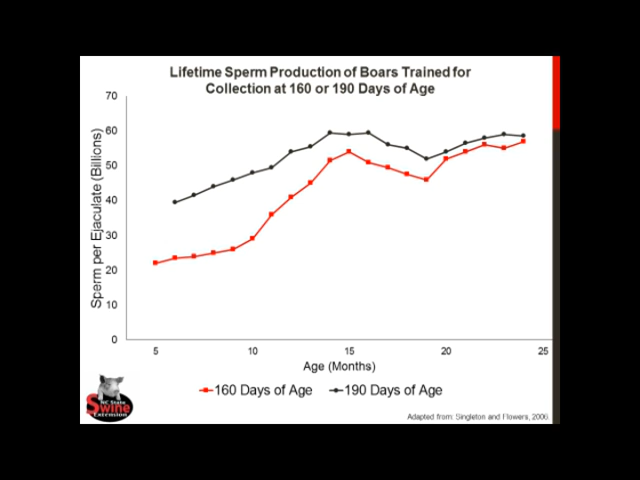 Lifetime Sperm Production of Boars Trained for
Collection at 160 or 190 Days of Age
70
60
50
40
30
20
10
0
Sperm per Ejaculate (Billions)
5 10 15 20 25
Age (Months)
160 Days of Age 190 Days of Age
NC State
Swine
Extension
Adapted from: Singleton and Flowers, 2006